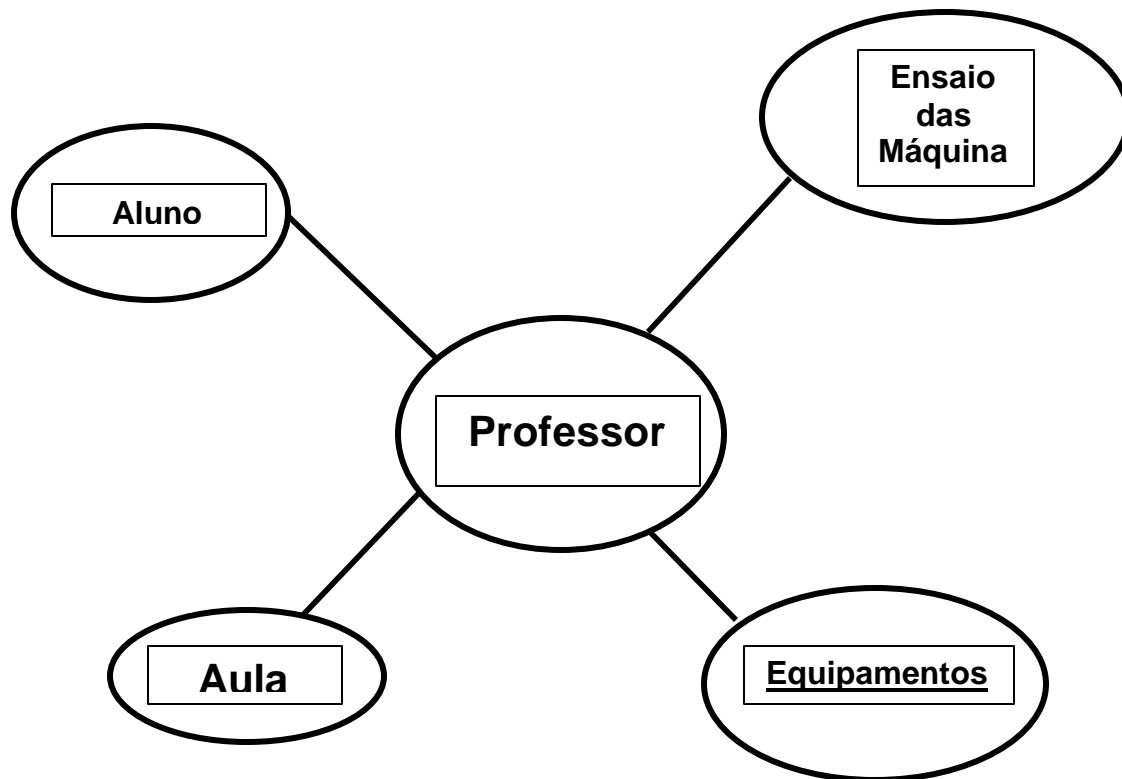 Ensaio
das
Máquina
Aluno
Professor
Aula
Equipamentos